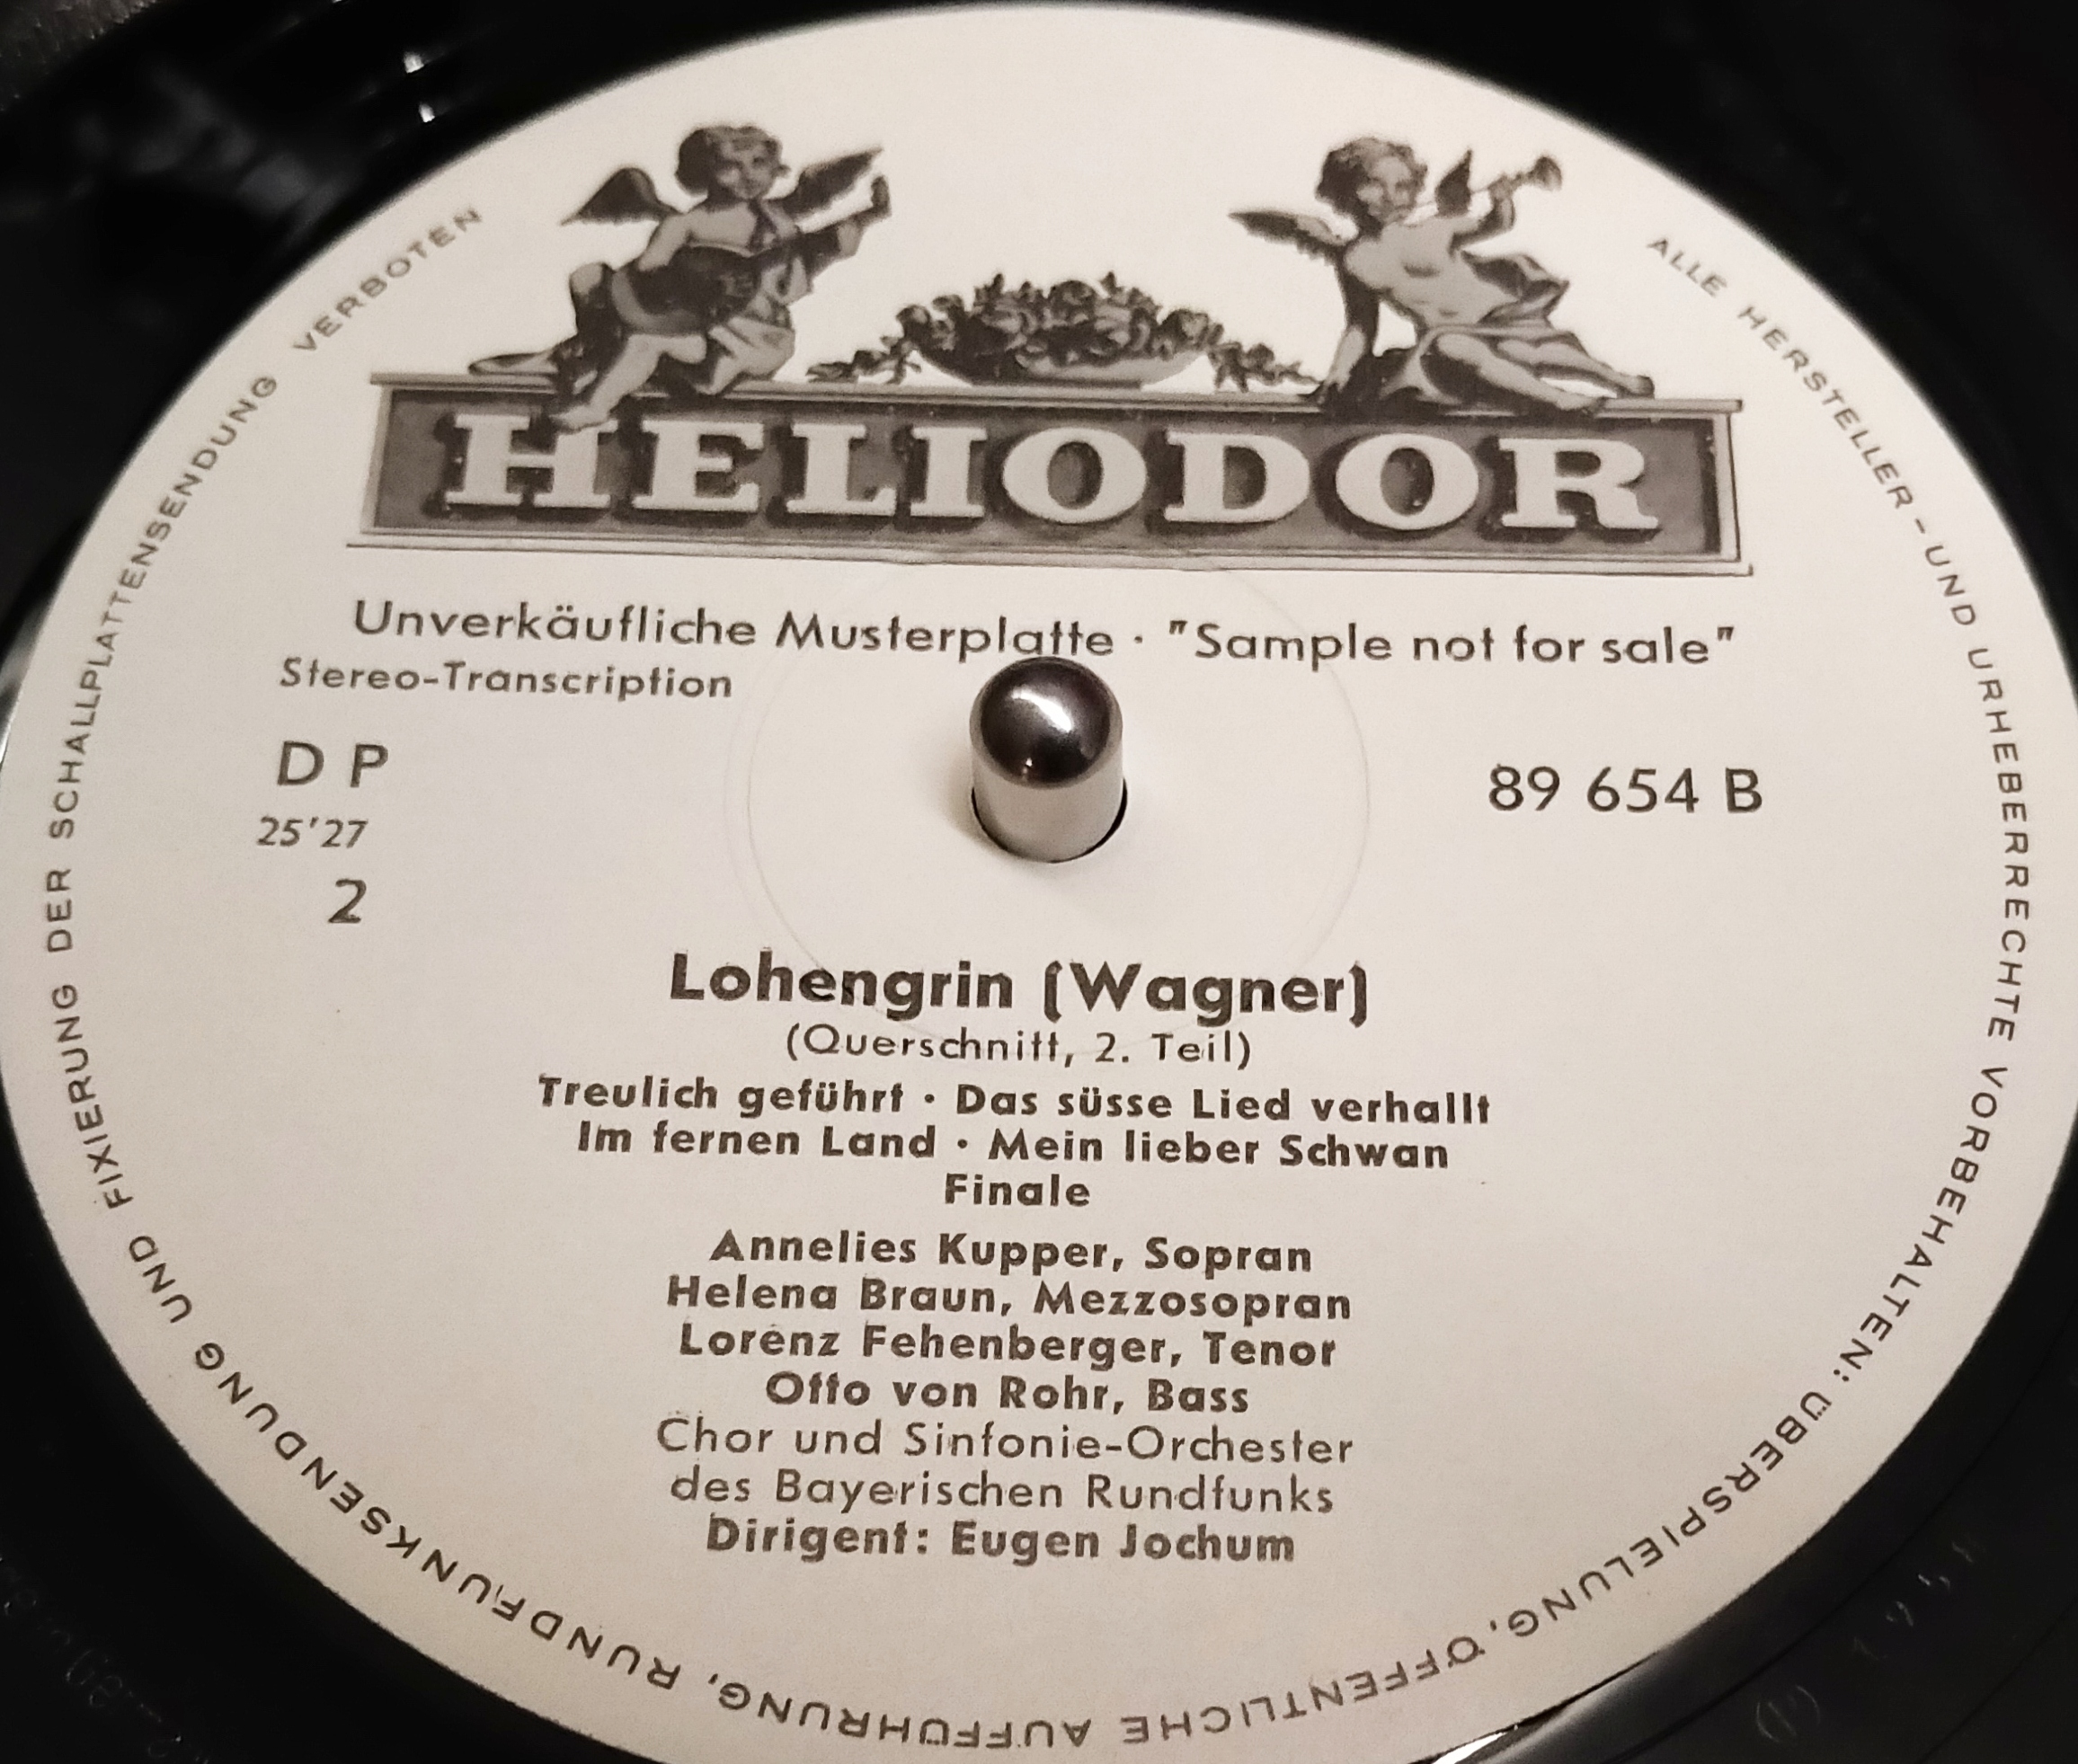 HELIODOR
Unverkäufliche Musterplatte · "Sample not for sale"
Stereo-Transcription
D P
89 654 B
25'27
2
Lohengrin (Wagner)
(Querschnitt, 2. Teil)
Treulich geführt · Das süsse Lied verhallt
Im fernen Land · Mein lieber Schwan
Finale
Annelies Kupper, Sopran
Helena Braun, Mezzosopran
Lorenz Fehenberger, Tenor
Otto von Rohr, Bass
Chor und Sinfonie-Orchester
des Bayerischen Rundfunks
Dirigent: Eugen Jochum
ALLE HERSTELLER- UND URHEBERRECHTE VORBEHALTEN: ÜBERSPIELUNG, ÖFFENTLICHE AUFFÜHRUNG, RUNDFUNKSENDUNG UND FIXIERUNG DER SCHALLPLATTENSENDUNG VERBOTEN